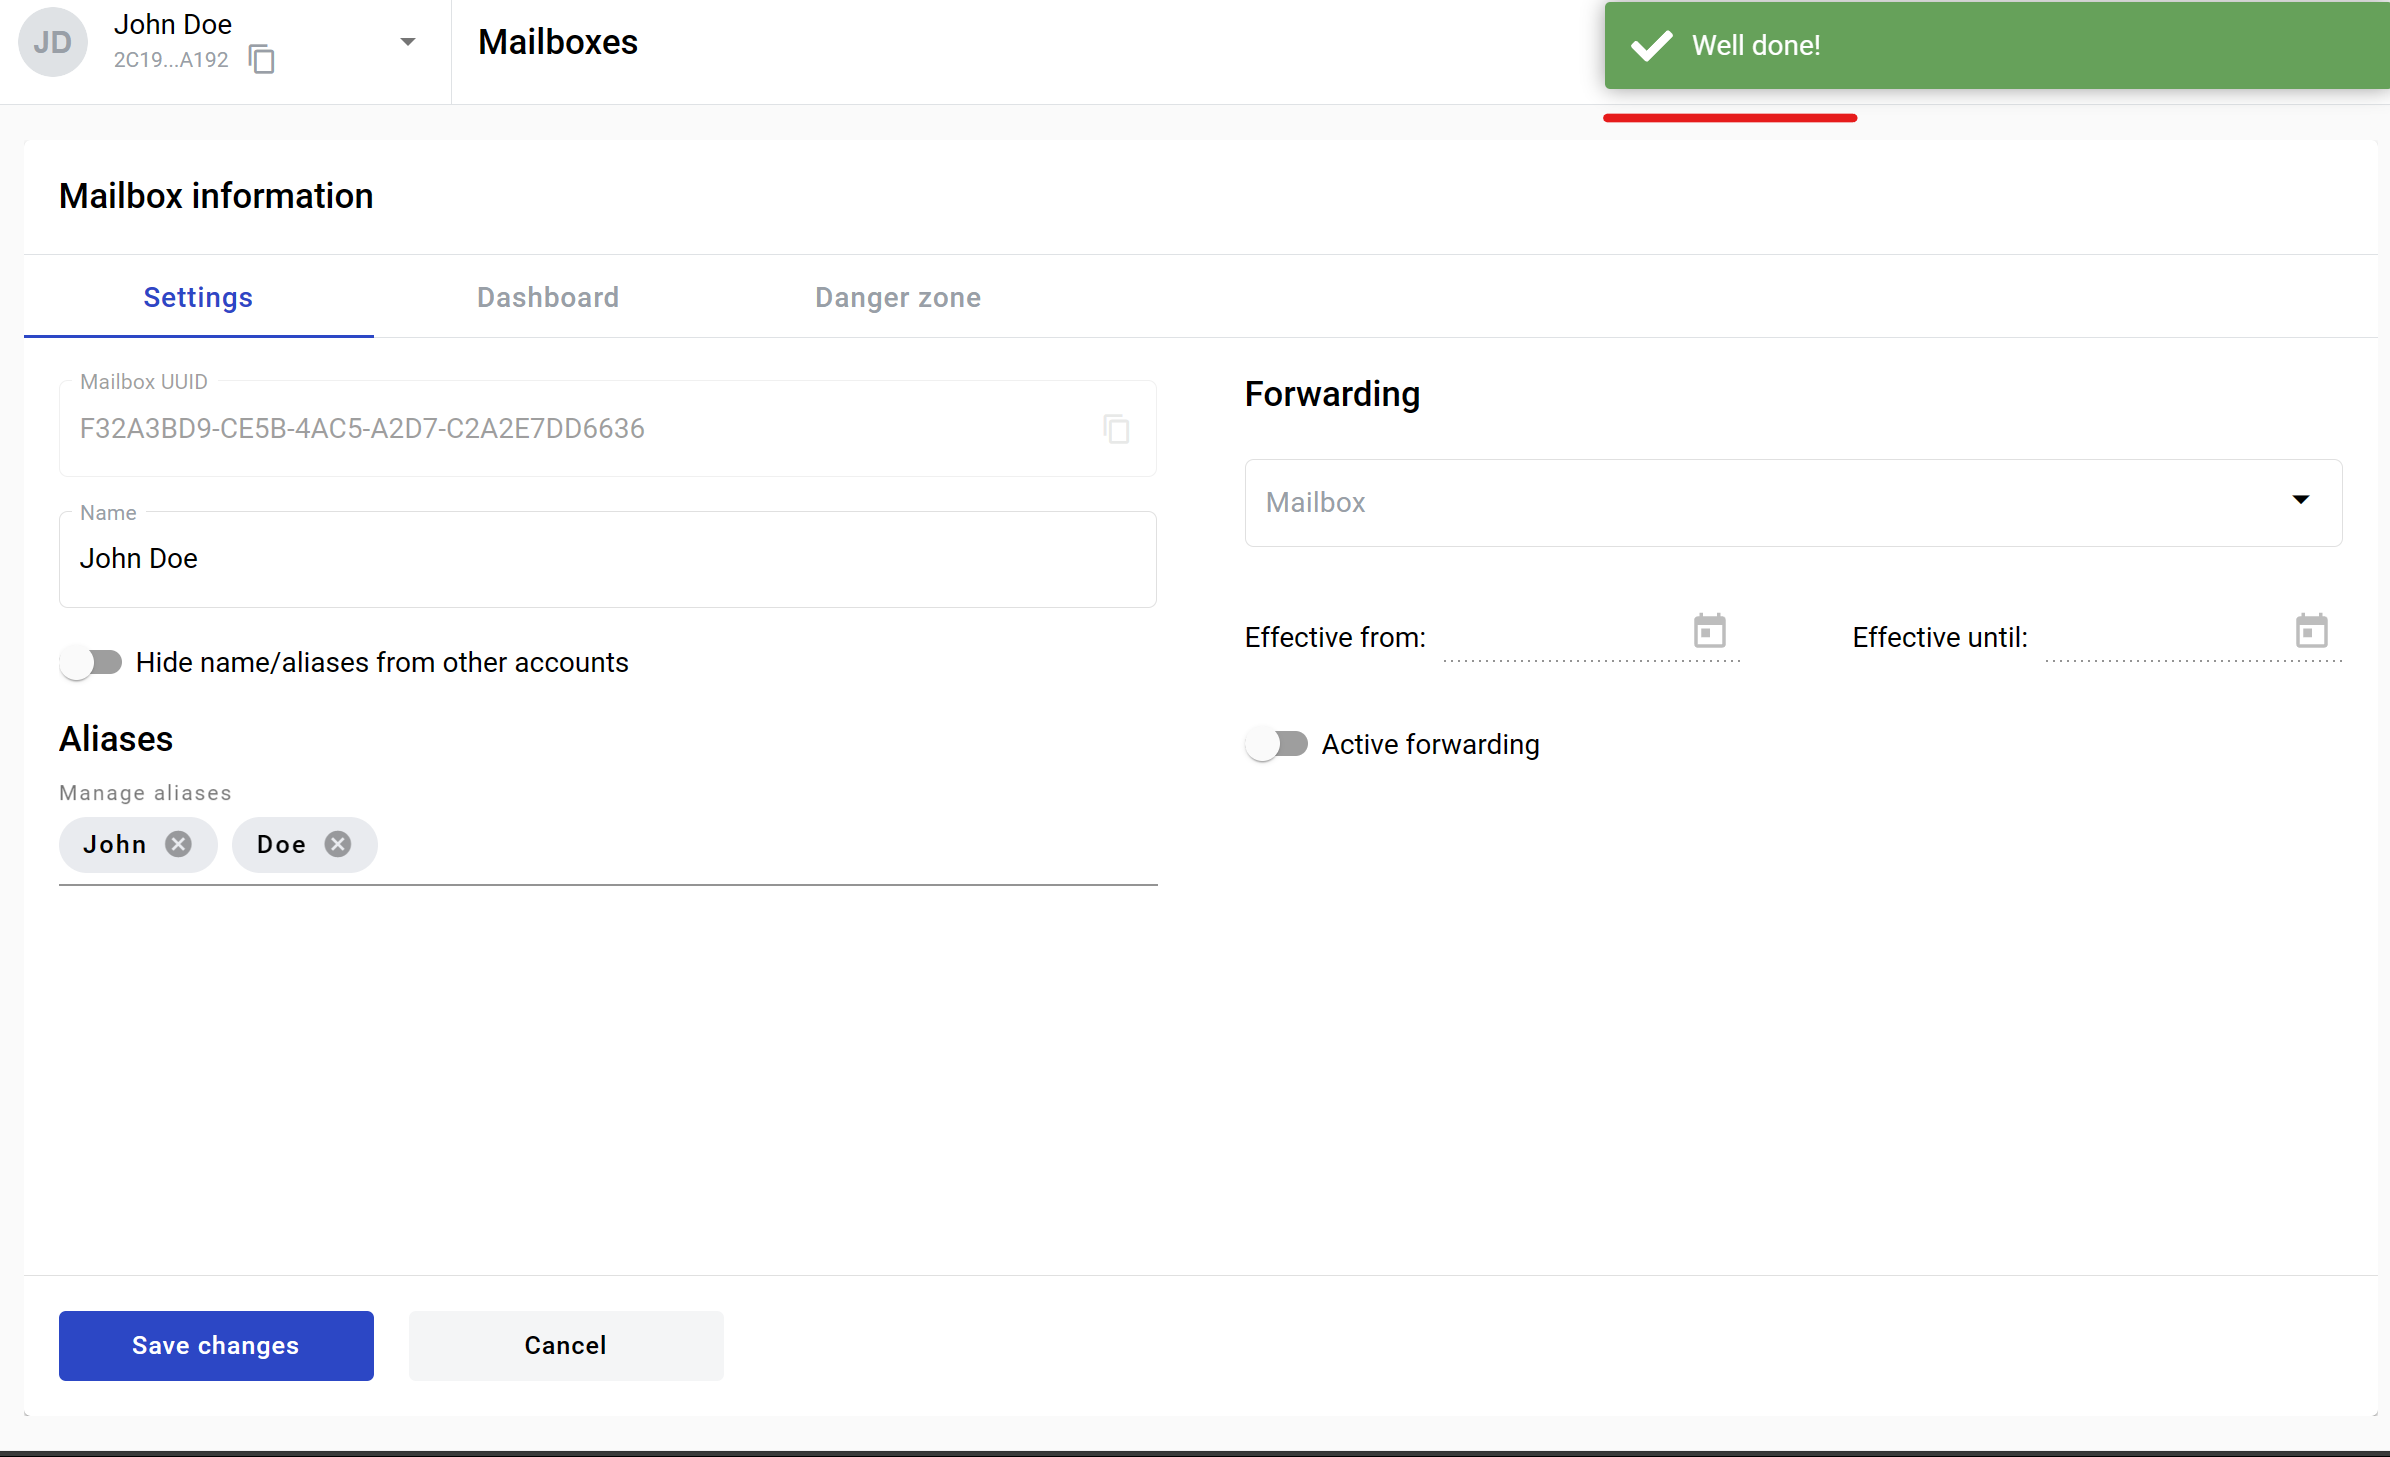 JD
John Doe
2C19...A192
Mailboxes
Well done!
Mailbox information
Settings
Dashboard
Danger zone
Mailbox UUID
F32A3BD9-CE5B-4AC5-A2D7-C2A2E7DD6636
Name
John Doe
Hide name/aliases from other accounts
Aliases
Manage aliases
John
Doe
Forwarding
Mailbox
Effective from:
Effective until:
Active forwarding
Save changes
Cancel